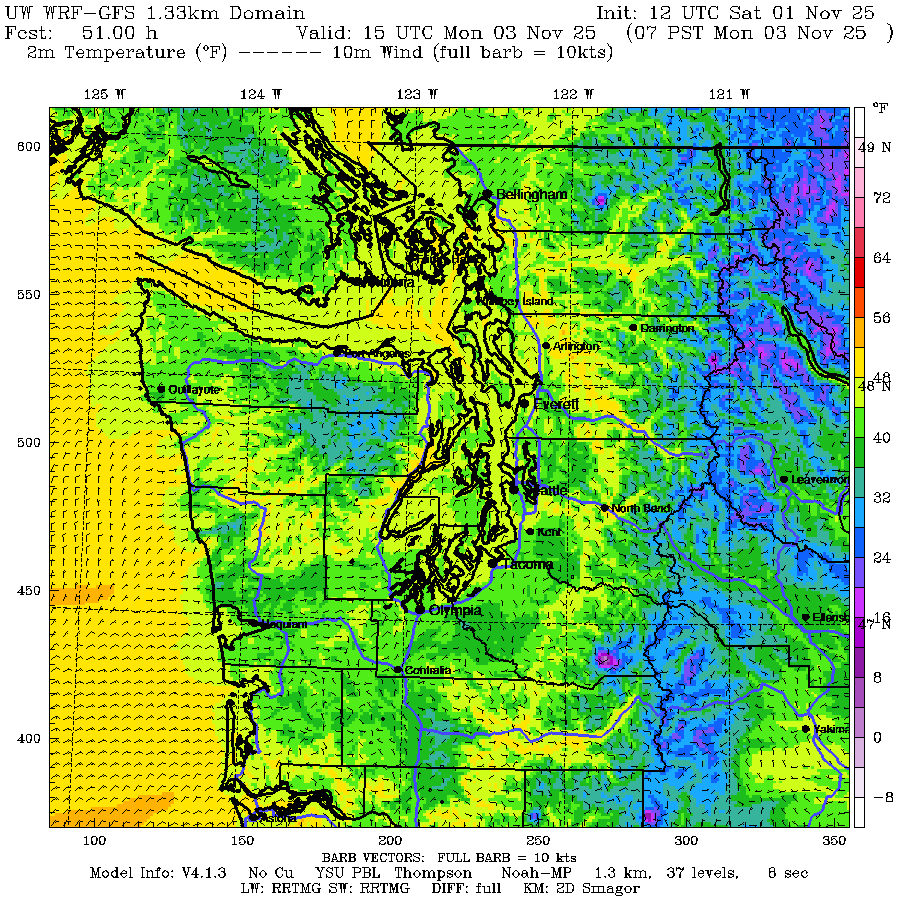 UW WRF-GFS 1.33km Domain Init: 12 UTC Sat 01 Nov 25
Fcst: 51.00 h Valid: 15 UTC Mon 03 Nov 25 (07 PST Mon 03 Nov 25 )
2m Temperature (°F) ------ 10m Wind (full barb = 10kts)
125 W 124 W 123 W 122 W 121 W
°F
600
49 N
Bellingham
72
64
550
Island
56
Darrington
Arlington
Port Angeles
48
48 N
Quillayute
Everett
500
40
Leavenwor
Seattle
32
North Bend
Kent
Tacoma
24
450
Olympia
16
Ellensb
47 N
Hoquiam
Centralia
8
400
Yakima
0
-8
Astoria
100 150 200 250 300 350
BARB VECTORS: FULL BARB = 10 kts
Model Info: V4.1.3 No Cu YSU PBL Thompson Noah-MP 1.3 km, 37 levels, 8 sec
LW: RRTMG SW: RRTMG DIFF: full KM: 2D Smagor